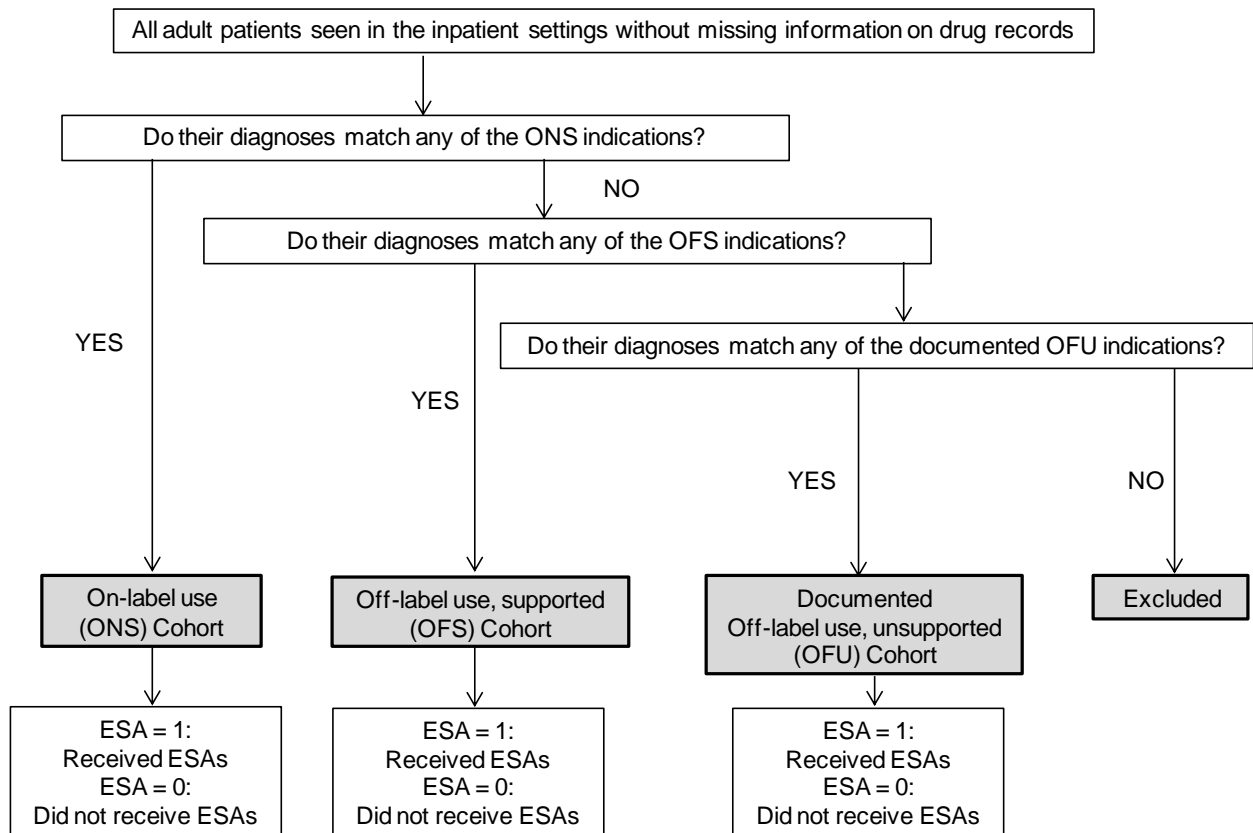 All adult patients seen in the inpatient settings without missing information on drug records
Do their diagnoses match any of the ONS indications?
NO
Do their diagnoses match any of the OFS indications?
YES
Do their diagnoses match any of the documented OFU indications?
YES
YES
NO
On-label use
(ONS) Cohort
Off-label use, supported
(OFS) Cohort
Documented
Off-label use, unsupported
(OFU) Cohort
Excluded
ESA = 1:
Received ESAs
ESA = 0:
Did not receive ESAs
ESA = 1:
Received ESAs
ESA = 0:
Did not receive ESAs
ESA = 1:
Received ESAs
ESA = 0:
Did not receive ESAs